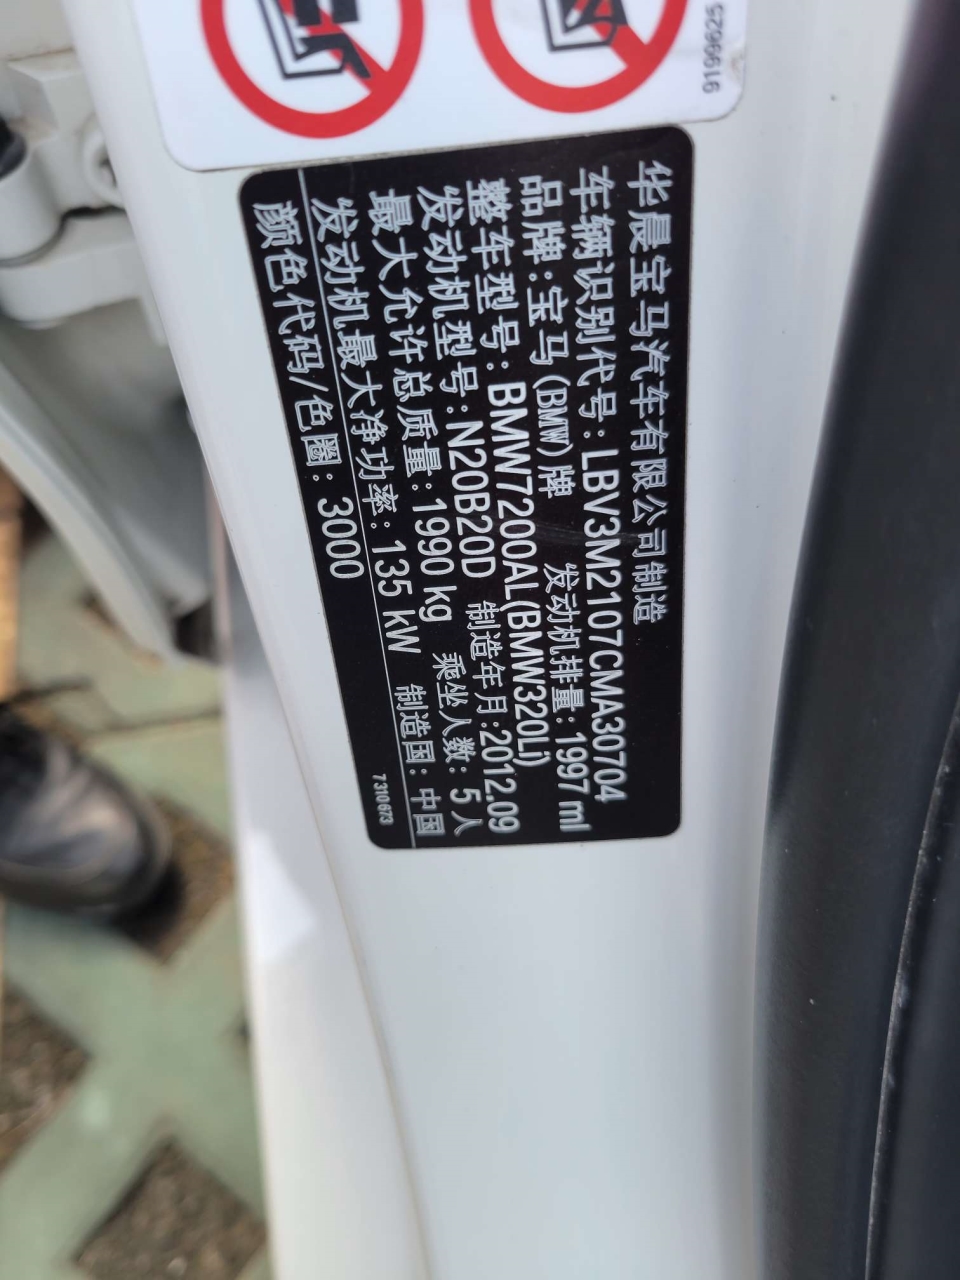 9169625
华晨宝马汽车有限公司制造
车辆识别代号:LBV3M2107CMA30704
品牌:宝马(BMW)牌 发动机排量:1997 ml
整车型号:BMW7200AL(BMW320Li)
发动机型号:N20B20D 制造年月:2012.09
最大允许总质量:1990 kg 乘坐人数:5人
发动机最大净功率:135 kW 制造国:中国
颜色代码/色圈:3000
7310673